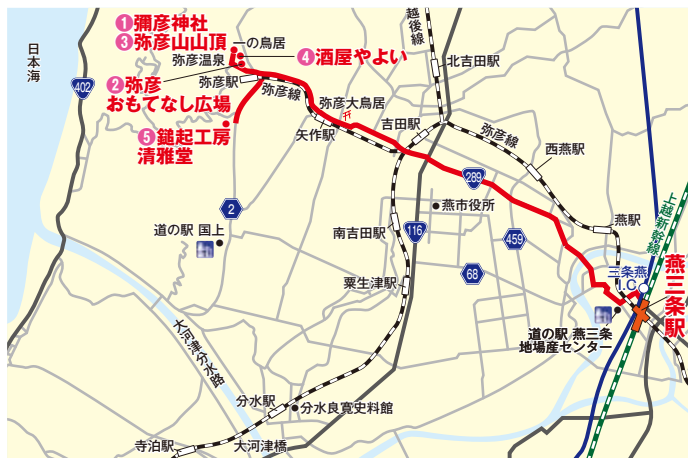 ❶彌彦神社
❸弥彦山山頂
一の鳥居
弥彦温泉
❹酒屋やよい
越後線
北吉田駅
日本海
402
❷弥彦
おもてなし広場
弥彦駅
弥彦線
弥彦大鳥居
吉田駅
矢作駅
弥彦線
西燕駅
❺鎚起工房
清雅堂
289
2
燕市役所
上越新幹線
道の駅 国上
116
南吉田駅
459
燕駅
68
三条燕
I.C
燕三条駅
粟生津駅
道の駅 燕三条
地場産センター
大河津分水路
分水駅
分水良寛史料館
寺泊駅
大河津橋